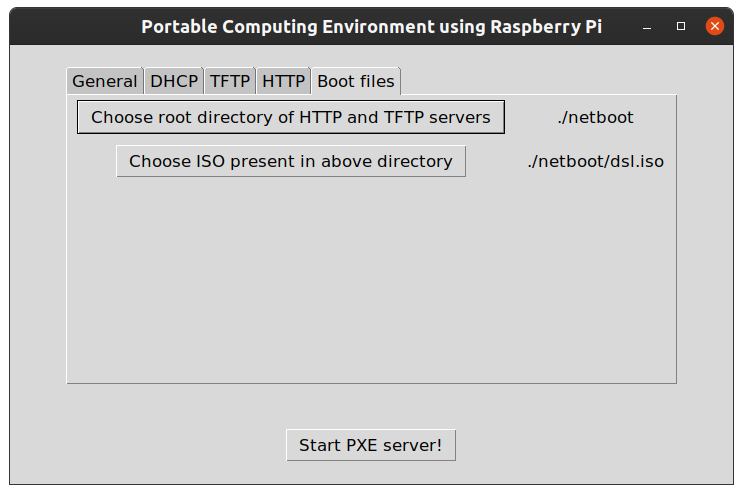 Portable Computing Environment using Raspberry Pi
General DHCP TFTP HTTP Boot files
Choose root directory of HTTP and TFTP servers ./netboot
Choose ISO present in above directory ./netboot/dsl.iso
Start PXE server!